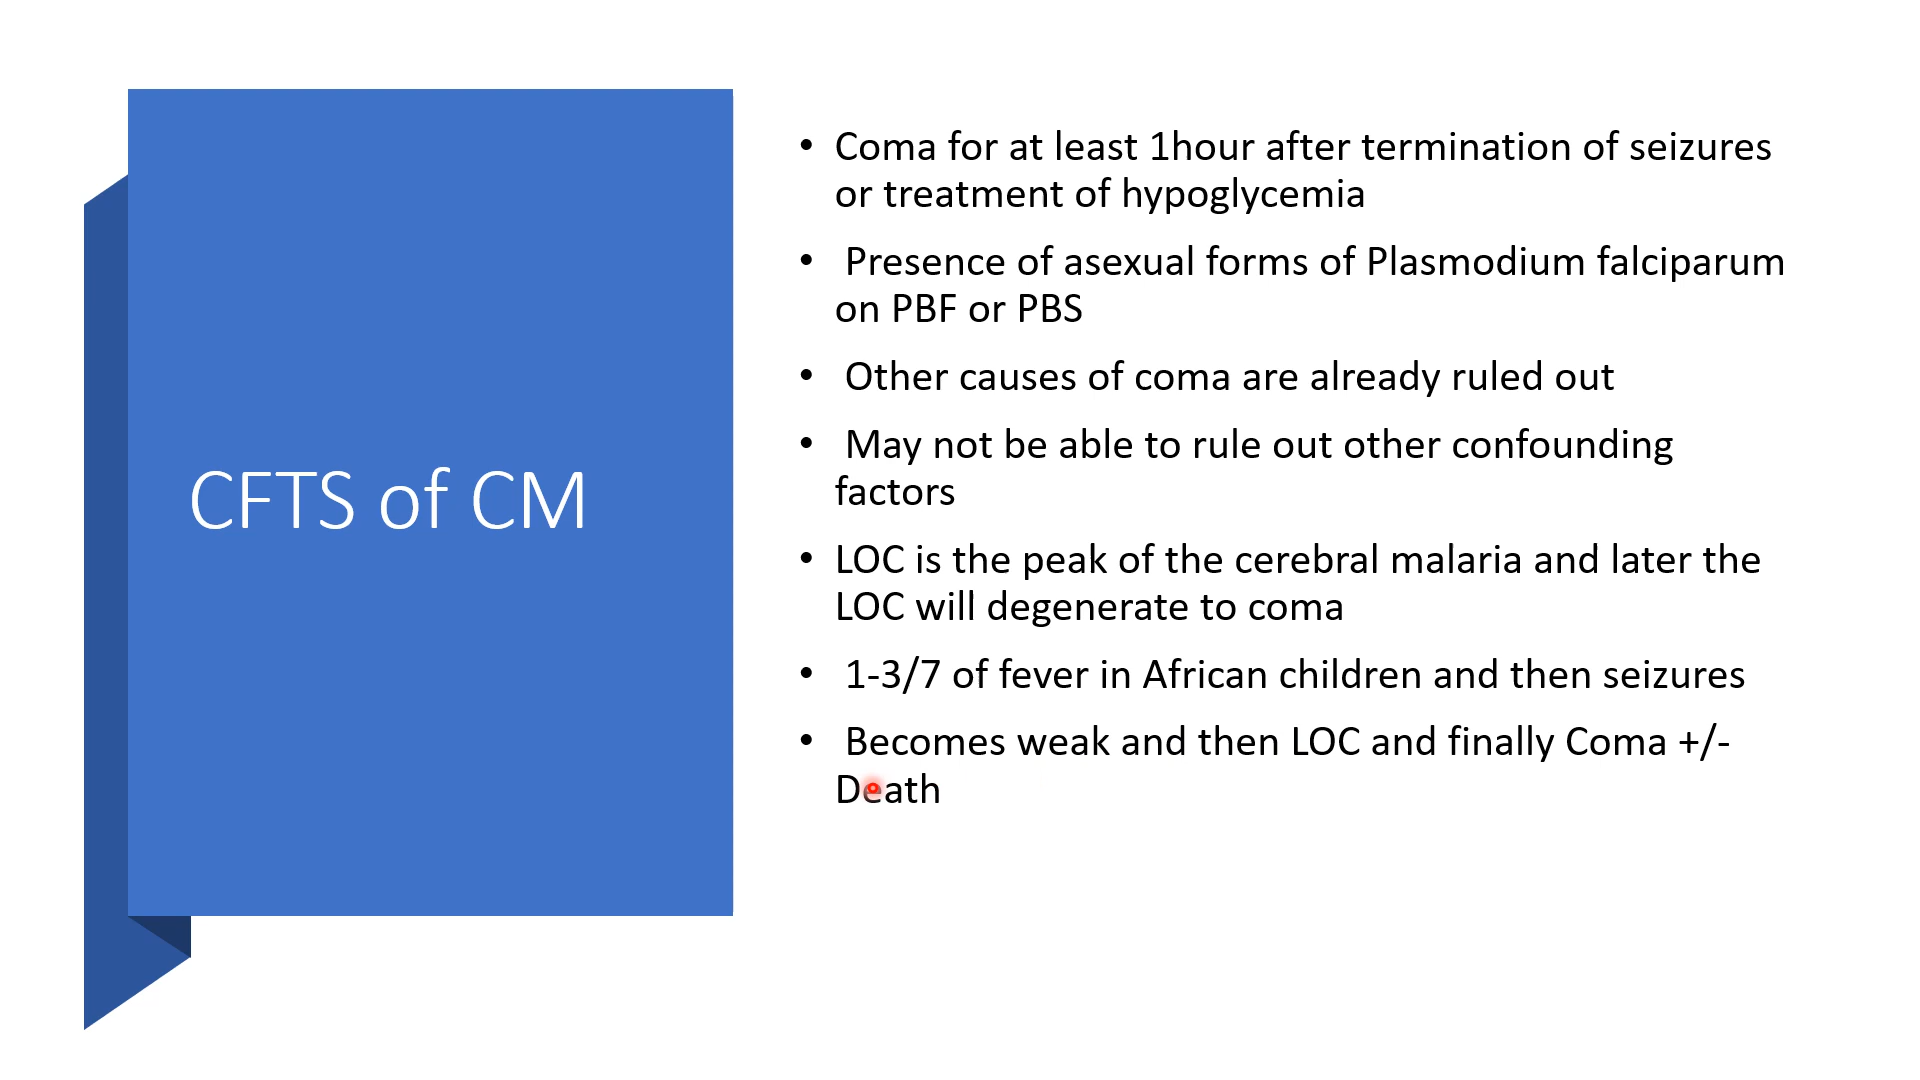 CFTS of CM
• Coma for at least 1hour after termination of seizures
or treatment of hypoglycemia
• Presence of asexual forms of Plasmodium falciparum
on PBF or PBS
• Other causes of coma are already ruled out
• May not be able to rule out other confounding
factors
• LOC is the peak of the cerebral malaria and later the
LOC will degenerate to coma
• 1-3/7 of fever in African children and then seizures
• Becomes weak and then LOC and finally Coma +/-
Death